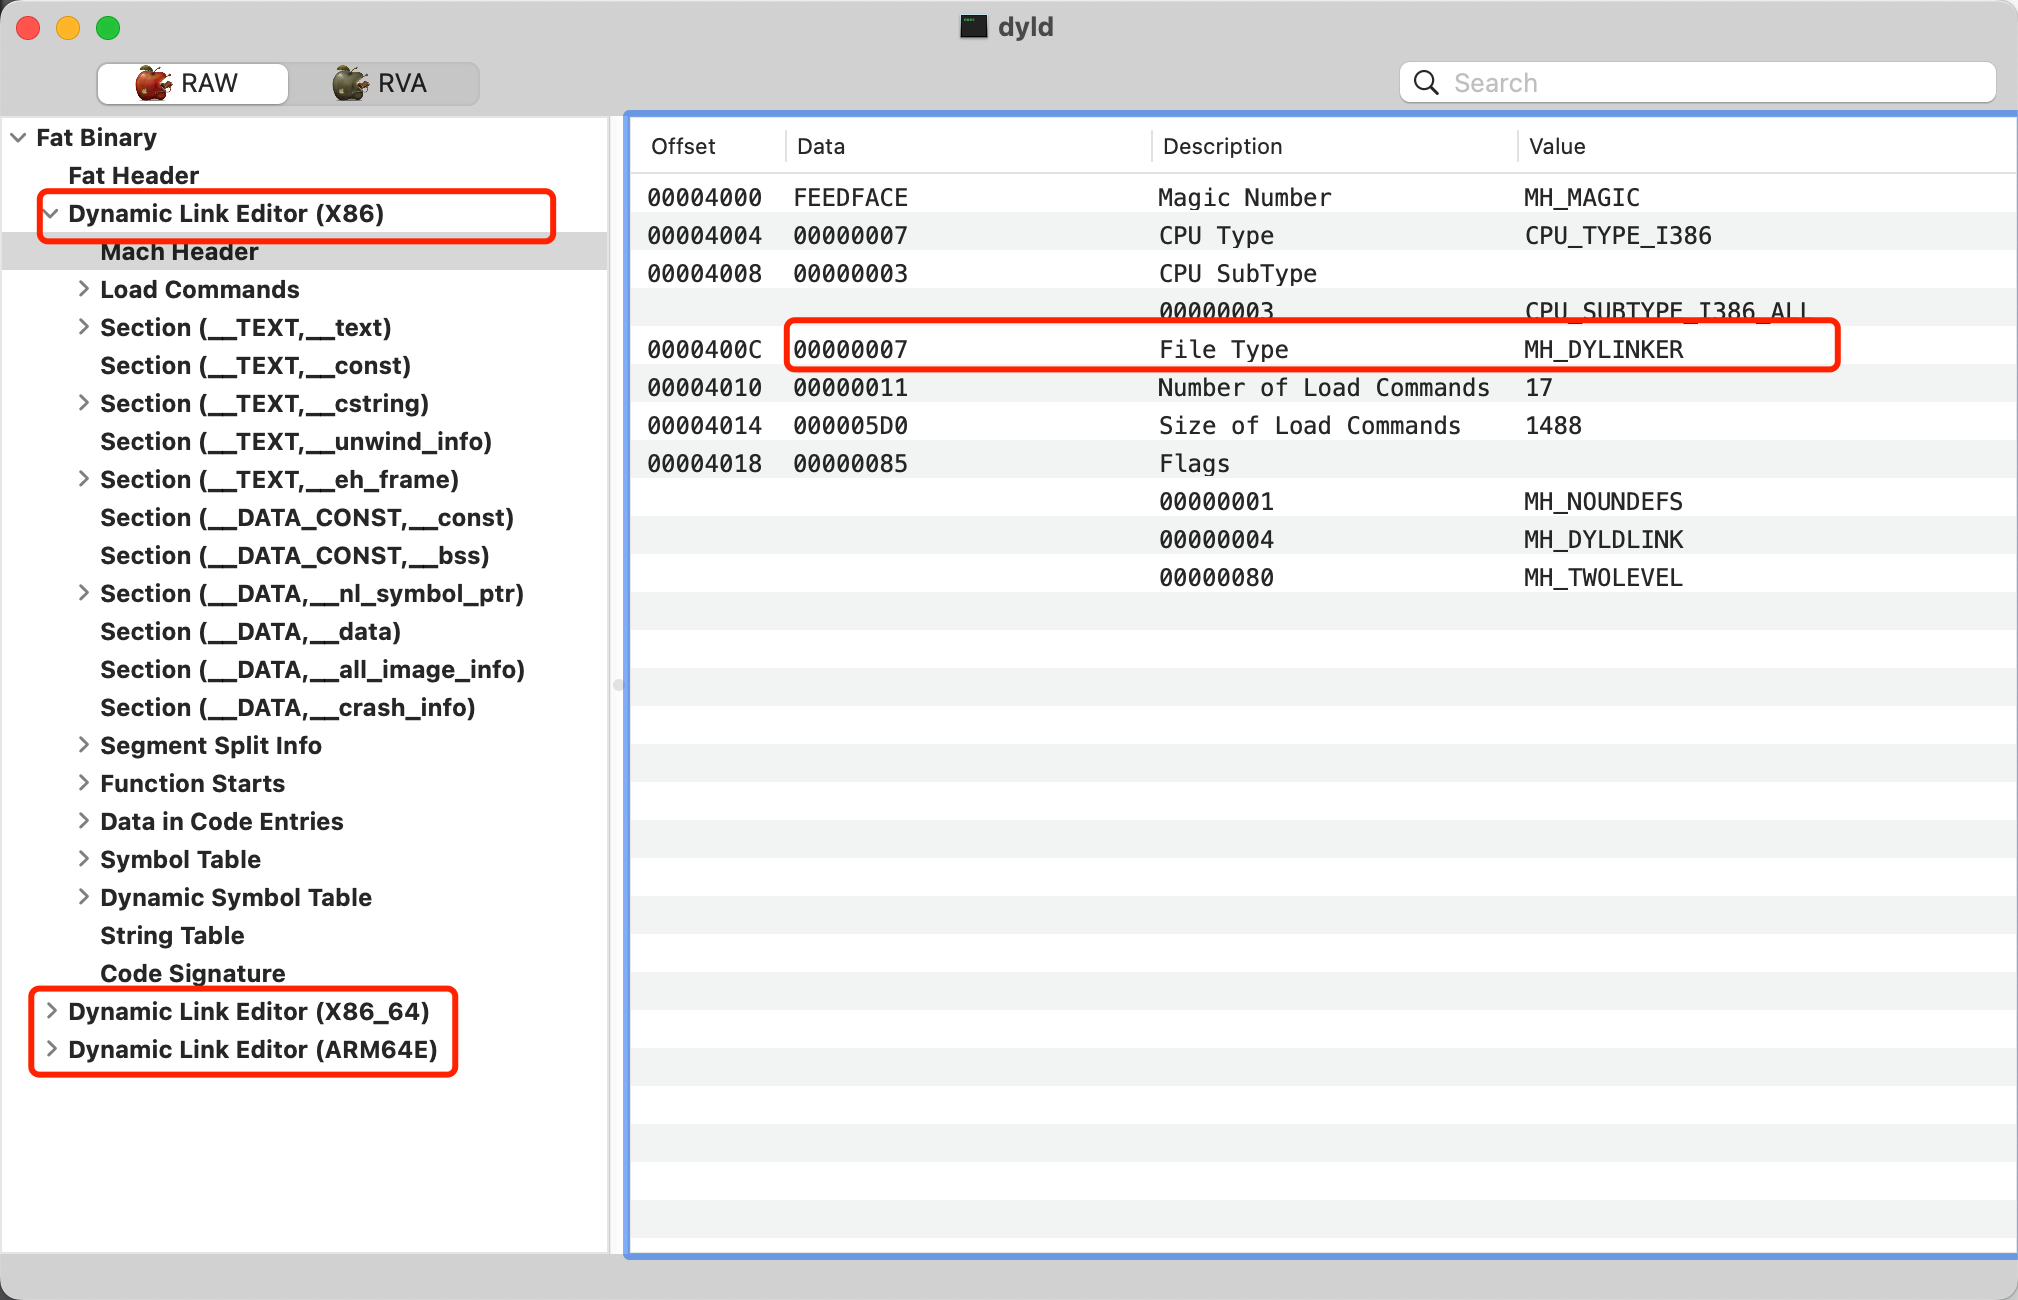 dyld
RAW RVA
Search
Fat Binary
Fat Header
Dynamic Link Editor (X86)
Mach Header
Load Commands
Section (__TEXT,__text)
Section (__TEXT,__const)
Section (__TEXT,__cstring)
Section (__TEXT,__unwind_info)
Section (__TEXT,__eh_frame)
Section (__DATA_CONST,__const)
Section (__DATA_CONST,__bss)
Section (__DATA,__nl_symbol_ptr)
Section (__DATA,__data)
Section (__DATA,__all_image_info)
Section (__DATA,__crash_info)
Segment Split Info
Function Starts
Data in Code Entries
Symbol Table
Dynamic Symbol Table
String Table
Code Signature
Dynamic Link Editor (X86_64)
Dynamic Link Editor (ARM64E)
Offset Data Description Value
00004000 FEEDFACE Magic Number MH_MAGIC
00004004 00000007 CPU Type CPU_TYPE_I386
00004008 00000003 CPU SubType
00000003 CPU_SUBTYPE_I386_ALL
0000400C 00000007 File Type MH_DYLINKER
00004010 00000011 Number of Load Commands 17
00004014 000005D0 Size of Load Commands 1488
00004018 00000085 Flags
00000001 MH_NOUNDEFS
00000004 MH_DYLDLINK
00000080 MH_TWOLEVEL